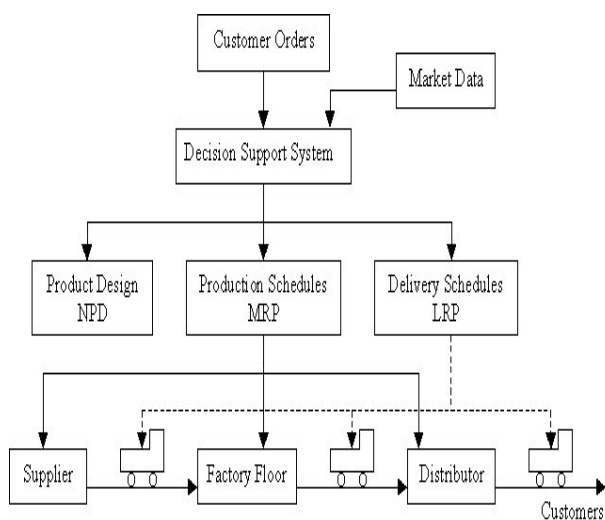 Customer Orders
Market Data
Decision Support System
Product Design
NPD
Production Schedules
MRP
Delivery Schedules
LRP
Supplier
Factory Floor
Distributor
Customers